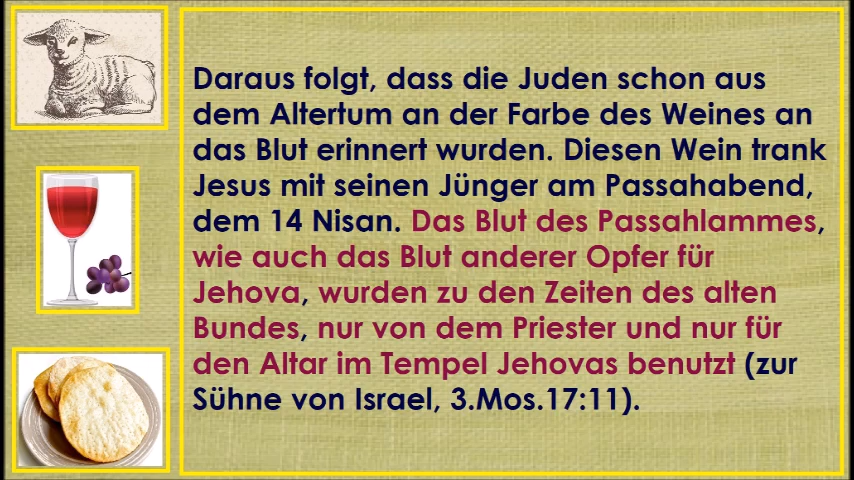 Daraus folgt, dass die Juden schon aus
dem Altertum an der Farbe des Weines an
das Blut erinnert wurden. Diesen Wein trank
Jesus mit seinen Jünger am Passahabend,
dem 14 Nisan. Das Blut des Passahlammes,
wie auch das Blut anderer Opfer für
Jehova, wurden zu den Zeiten des alten
Bundes, nur von dem Priester und nur für
den Altar im Tempel Jehovas benutzt (zur
Sühne von Israel, 3.Mos.17:11).